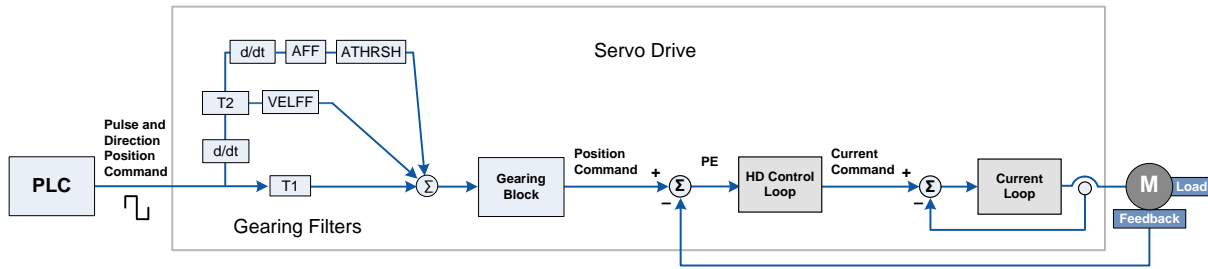 Servo Drive
d/dt
AFF
ATHRSH
T2
VELFF
Pulse and
Direction
Position
Command
d/dt
PLC
T1
Σ
Gearing
Block
Position
Command
+
Σ
−
PE
HD Control
Loop
Current
Command
+
Σ
−
Current
Loop
M
Load
Feedback
Gearing Filters